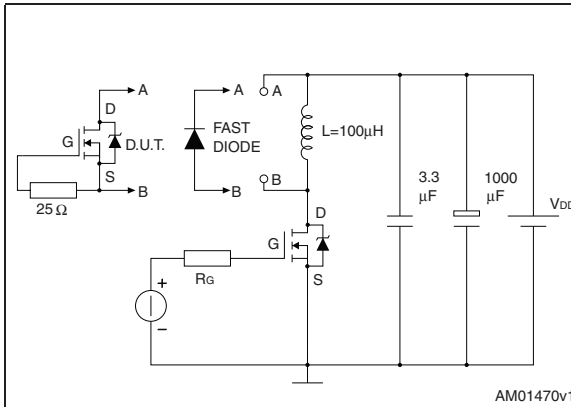 A
D
G
D.U.T.
S
B
25 Ω
A
FAST
DIODE
B
A
L=100μH
B
D
G
S
RG
+
–
3.3
μF
1000
μF
VDD
AM01470v1